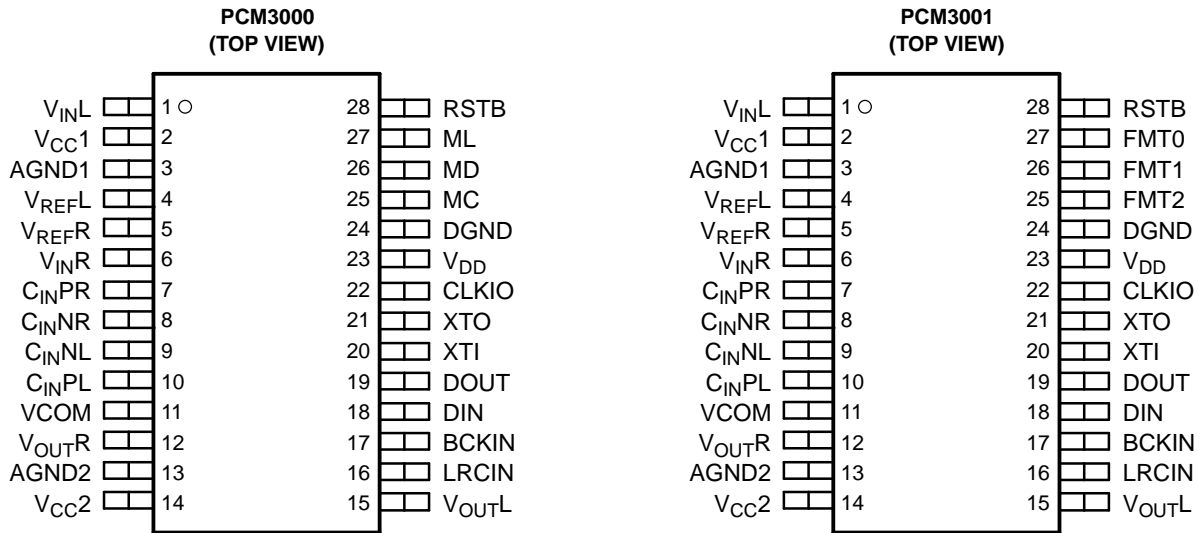 PCM3000
(TOP VIEW)
VINL 1 28 RSTB
VCC1 2 27 ML
AGND1 3 26 MD
VREFL 4 25 MC
VREFR 5 24 DGND
VINR 6 23 VDD
CINPR 7 22 CLKIO
CINNR 8 21 XTO
CINNL 9 20 XTI
CINPL 10 19 DOUT
VCOM 11 18 DIN
VOUTR 12 17 BCKIN
AGND2 13 16 LRCIN
VCC2 14 15 VOUTL
PCM3001
(TOP VIEW)
VINL 1 28 RSTB
VCC1 2 27 FMT0
AGND1 3 26 FMT1
VREFL 4 25 FMT2
VREFR 5 24 DGND
VINR 6 23 VDD
CINPR 7 22 CLKIO
CINNR 8 21 XTO
CINNL 9 20 XTI
CINPL 10 19 DOUT
VCOM 11 18 DIN
VOUTR 12 17 BCKIN
AGND2 13 16 LRCIN
VCC2 14 15 VOUTL